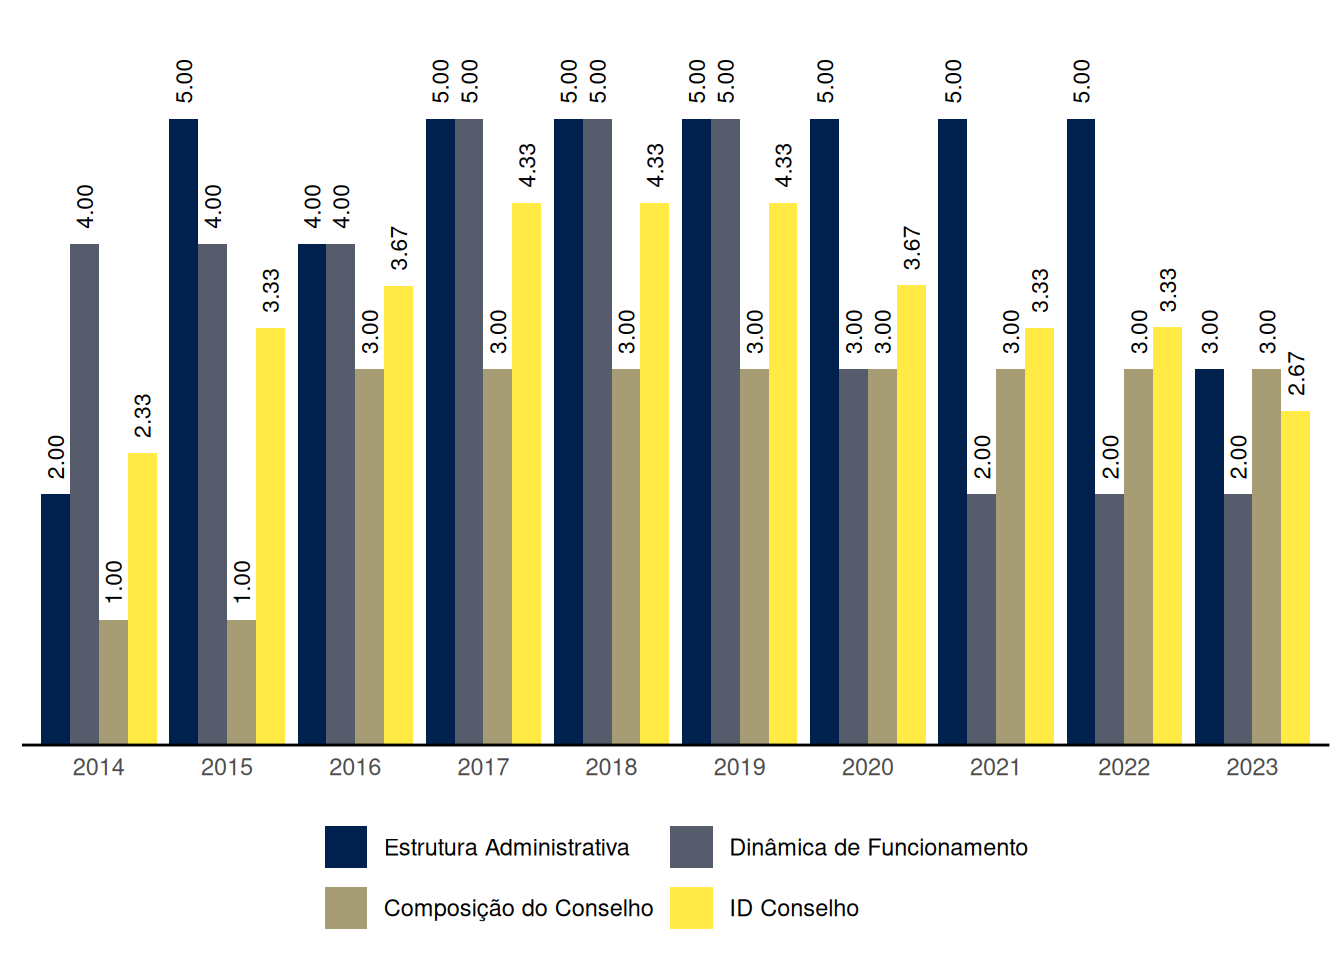 2.00 4.00 1.00 2.33
5.00 4.00 1.00 3.33
4.00 4.00 3.00 3.67
5.00 5.00 3.00 4.33
5.00 5.00 3.00 4.33
5.00 5.00 3.00 4.33
5.00 3.00 3.00 3.67
5.00 2.00 3.00 3.33
5.00 2.00 3.00 3.33
3.00 2.00 3.00 2.67
2014 2015 2016 2017 2018 2019 2020 2021 2022 2023
Estrutura Administrativa Dinâmica de Funcionamento
Composição do Conselho ID Conselho